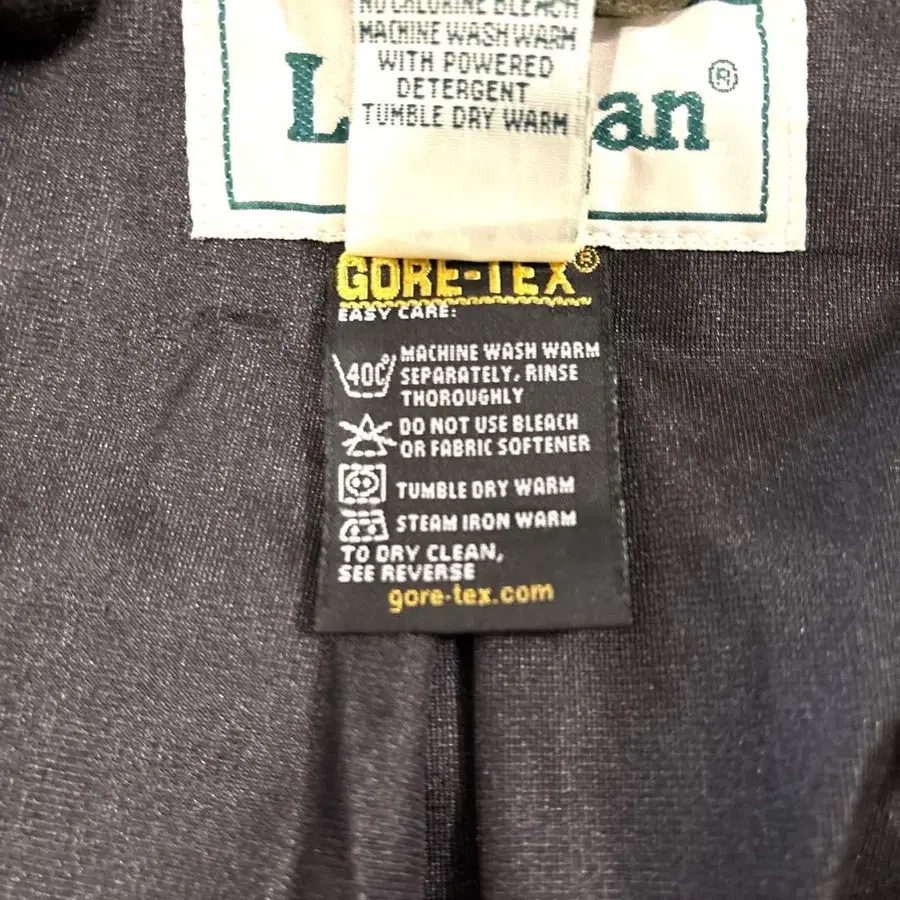 NO CHLORINE BLEACH
MACHINE WASH WARM
WITH POWERED
DETERGENT
TUMBLE DRY WARM
L an®
GORE-TEX®
EASY CARE:
40C° MACHINE WASH WARM
SEPARATELY, RINSE
THOROUGHLY
DO NOT USE BLEACH
OR FABRIC SOFTENER
TUMBLE DRY WARM
STEAM IRON WARM
TO DRY CLEAN,
SEE REVERSE
gore-tex.com